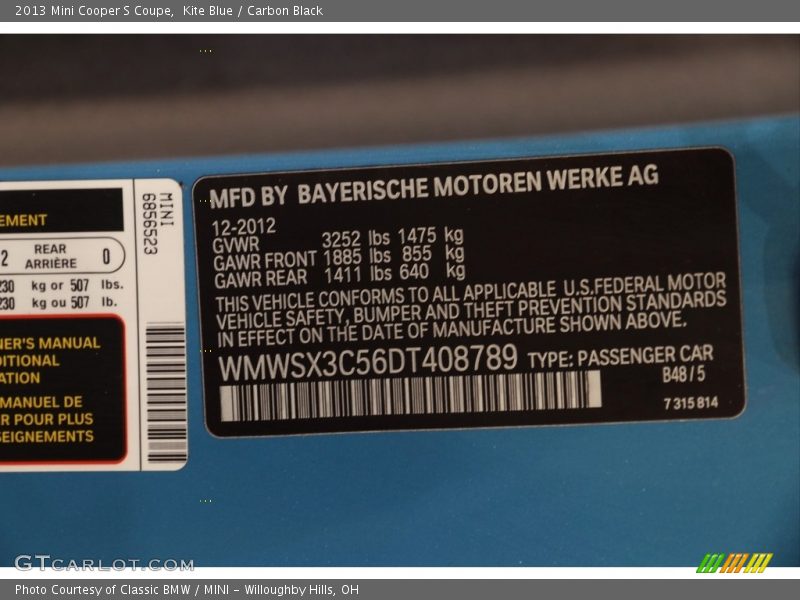 2013 Mini Cooper S Coupe, Kite Blue / Carbon Black
EMENT
2 REAR ARRIÈRE 0
230 kg or 507 lbs.
230 kg ou 507 lb.
NER'S MANUAL
DITIONAL
ATION
MANUEL DE
R POUR PLUS
SEIGNEMENTS
MINI
6856523
MFD BY BAYERISCHE MOTOREN WERKE AG
12-2012
GVWR 3252 lbs 1475 kg
GAWR FRONT 1885 lbs 855 kg
GAWR REAR 1411 lbs 640 kg
THIS VEHICLE CONFORMS TO ALL APPLICABLE U.S.FEDERAL MOTOR
VEHICLE SAFETY, BUMPER AND THEFT PREVENTION STANDARDS
IN EFFECT ON THE DATE OF MANUFACTURE SHOWN ABOVE.
WMWSX3C56DT408789 TYPE: PASSENGER CAR
B48/5
7 315 814
GTCARLOT.COM
Photo Courtesy of Classic BMW / MINI - Willoughby Hills, OH